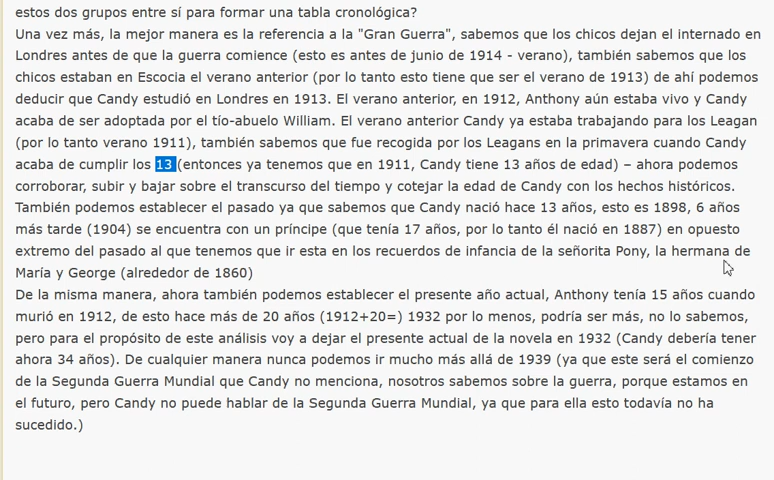 estos dos grupos entre sí para formar una tabla cronológica?
Una vez más, la mejor manera es la referencia a la "Gran Guerra", sabemos que los chicos dejan el internado en
Londres antes de que la guerra comience (esto es antes de junio de 1914 - verano), también sabemos que los
chicos estaban en Escocia el verano anterior (por lo tanto esto tiene que ser el verano de 1913) de ahí podemos
deducir que Candy estudió en Londres en 1913. El verano anterior, en 1912, Anthony aún estaba vivo y Candy
acaba de ser adoptada por el tío-abuelo William. El verano anterior Candy ya estaba trabajando para los Leagan
(por lo tanto verano 1911), también sabemos que fue recogida por los Leagans en la primavera cuando Candy
acaba de cumplir los 13 (entonces ya tenemos que en 1911, Candy tiene 13 años de edad) – ahora podemos
corroborar, subir y bajar sobre el transcurso del tiempo y cotejar la edad de Candy con los hechos históricos.
También podemos establecer el pasado ya que sabemos que Candy nació hace 13 años, esto es 1898, 6 años
más tarde (1904) se encuentra con un príncipe (que tenía 17 años, por lo tanto él nació en 1887) en opuesto
extremo del pasado al que tenemos que ir esta en los recuerdos de infancia de la señorita Pony, la hermana de
María y George (alrededor de 1860)
De la misma manera, ahora también podemos establecer el presente año actual, Anthony tenía 15 años cuando
murió en 1912, de esto hace más de 20 años (1912+20=) 1932 por lo menos, podría ser más, no lo sabemos,
pero para el propósito de este análisis voy a dejar el presente actual de la novela en 1932 (Candy debería tener
ahora 34 años). De cualquier manera nunca podemos ir mucho más allá de 1939 (ya que este será el comienzo
de la Segunda Guerra Mundial que Candy no menciona, nosotros sabemos sobre la guerra, porque estamos en
el futuro, pero Candy no puede hablar de la Segunda Guerra Mundial, ya que para ella esto todavía no ha
sucedido.)